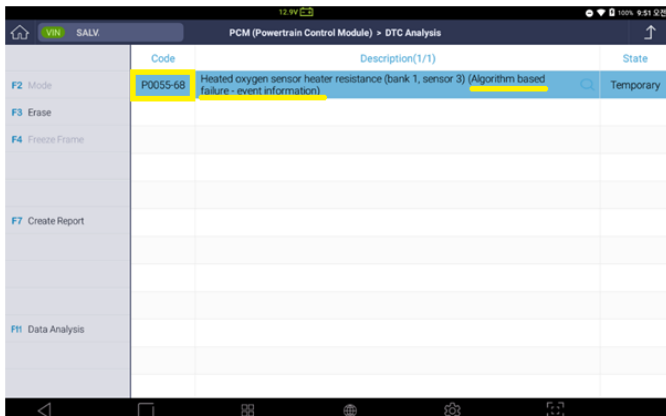 12.9V
100% 9:51 오전
VIN SALV.
PCM (Powertrain Control Module) > DTC Analysis
Code
Description(1/1)
State
P0055-68
Heated oxygen sensor heater resistance (bank 1, sensor 3) (Algorithm based
failure - event information)
Temporary
F2 Mode
F3 Erase
F4 Freeze Frame
F7 Create Report
F11 Data Analysis